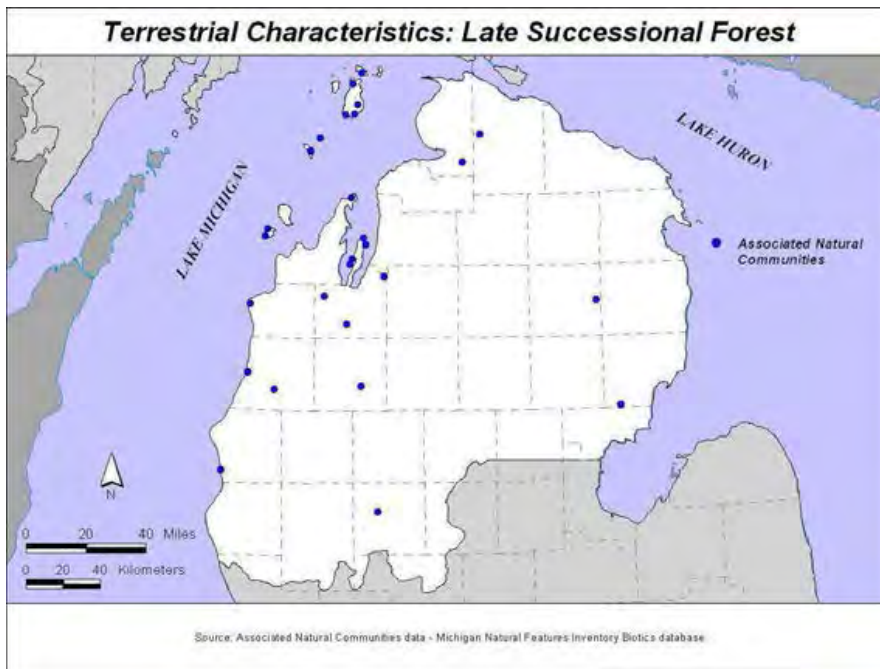 Terrestrial Characteristics: Late Successional Forest
LAKE MICHIGAN
LAKE HURON
Associated Natural
Communities
N
0 20 40 Miles
0 20 40 Kilometers
Source: Associated Natural Communities data - Michigan Natural Features Inventory Biotics database